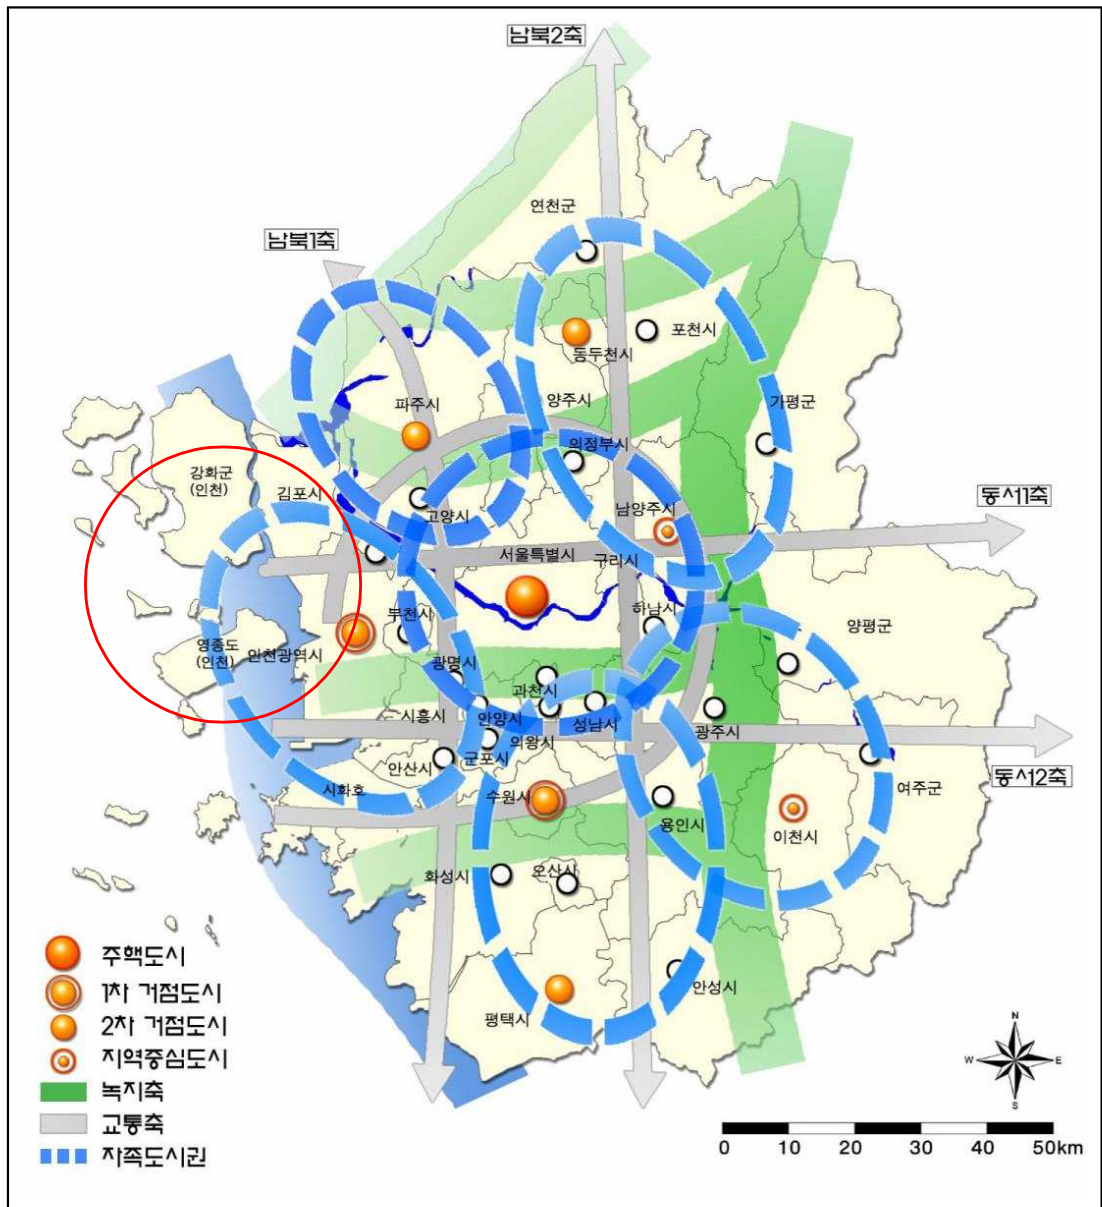 남북2축
연천군
남북1축
포천시
동두천시
파주시
양주시
가평군
의정부시
강화군
(인천)
김포시
고양시
남양주시
동서1축
서울특별시
구리시
부천시
하남시
양평군
영종도
(인천)
인천광역시
광명시
과천시
시흥시
안양시
성남시
광주시
의왕시
군포시
안산시
동서2축
시화호
수원시
용인시
여주군
이천시
화성시
오산시
안성시
평택시
주핵도시
1차 거점도시
2차 거점도시
지역중심도시
녹지축
교통축
자족도시권
N
W
E
S
0 10 20 30 40 50km